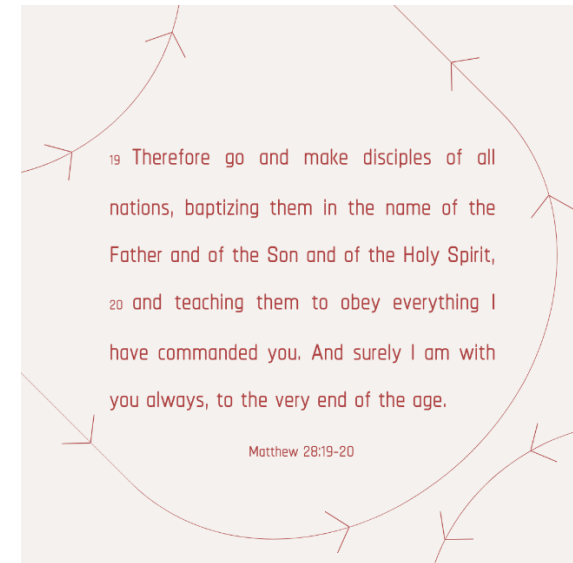 19 Therefore go and make disciples of all
nations, baptizing them in the name of the
Father and of the Son and of the Holy Spirit,
20 and teaching them to obey everything I
have commanded you. And surely I am with
you always, to the very end of the age.
Matthew 28:19-20